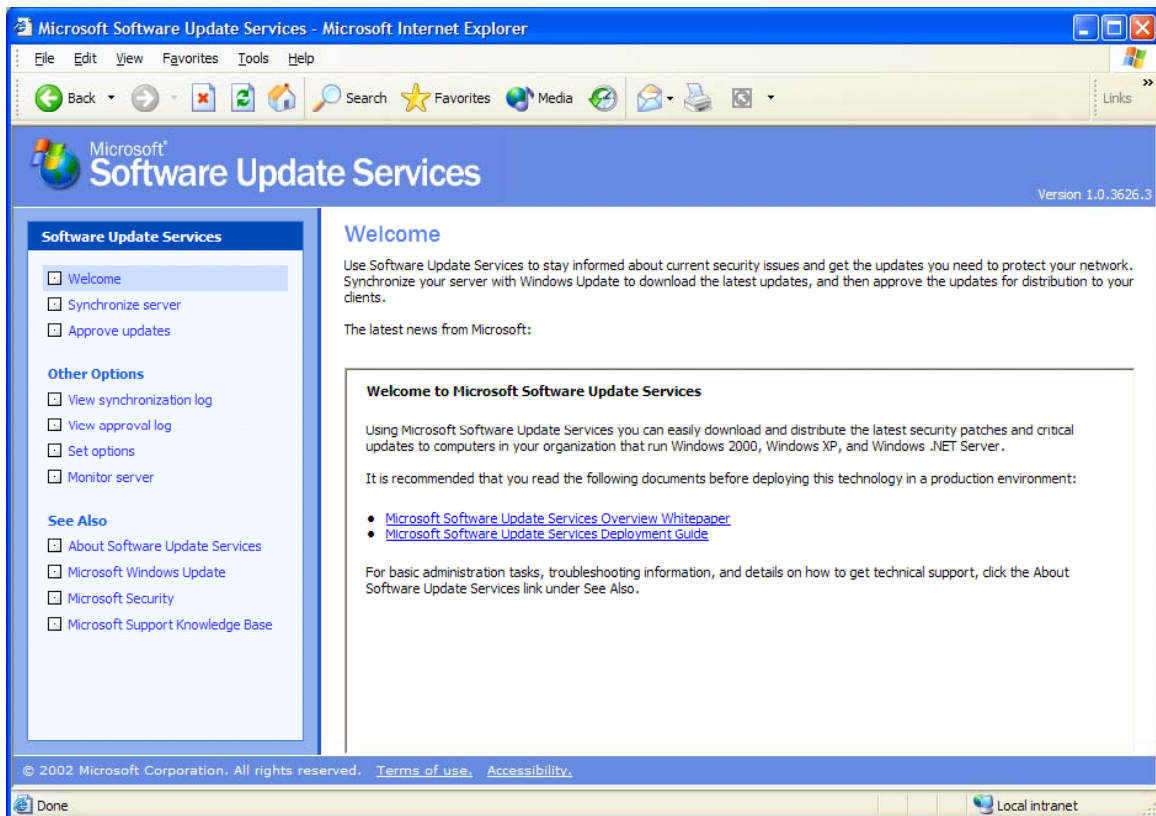 Microsoft Software Update Services - Microsoft Internet Explorer
File Edit View Favorites Tools Help
Back Search Favorites Media Links »
Microsoft®
Software Update Services
Version 1.0.3626.3
Software Update Services
Welcome
Synchronize server
Approve updates
Other Options
View synchronization log
View approval log
Set options
Monitor server
See Also
About Software Update Services
Microsoft Windows Update
Microsoft Security
Microsoft Support Knowledge Base
Welcome
Use Software Update Services to stay informed about current security issues and get the updates you need to protect your network.
Synchronize your server with Windows Update to download the latest updates, and then approve the updates for distribution to your
clients.
The latest news from Microsoft:
Welcome to Microsoft Software Update Services
Using Microsoft Software Update Services you can easily download and distribute the latest security patches and critical
updates to computers in your organization that run Windows 2000, Windows XP, and Windows .NET Server.
It is recommended that you read the following documents before deploying this technology in a production environment:
• Microsoft Software Update Services Overview Whitepaper
• Microsoft Software Update Services Deployment Guide
For basic administration tasks, troubleshooting information, and details on how to get technical support, click the About
Software Update Services link under See Also.
© 2002 Microsoft Corporation. All rights reserved. Terms of use. Accessibility.
Done Local intranet